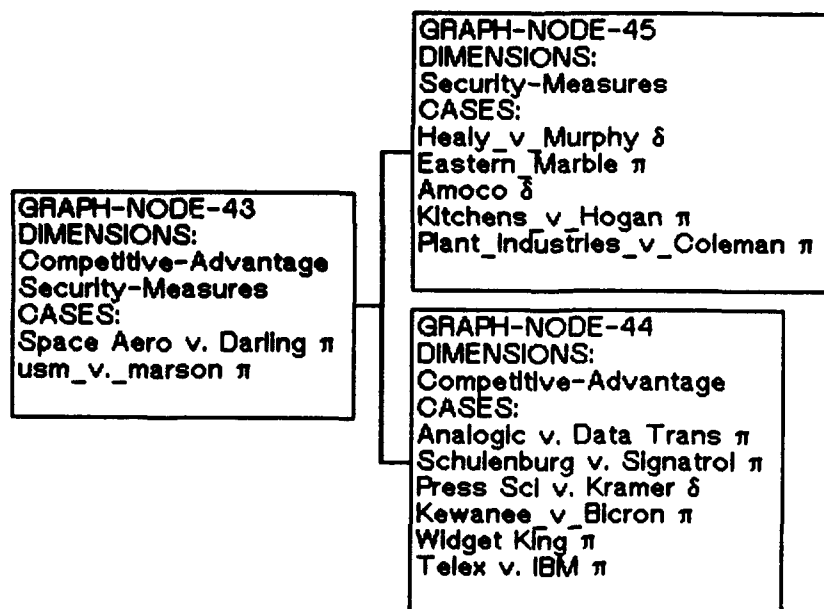 GRAPH-NODE-45
DIMENSIONS:
Security-Measures
CASES:
Healy_v_Murphy δ
Eastern_Marble π
Amoco δ
Kitchens_v_Hogan π
Plant_Industries_v_Coleman π
GRAPH-NODE-43
DIMENSIONS:
Competitive-Advantage
Security-Measures
CASES:
Space Aero v. Darling π
usm_v._marson π
GRAPH-NODE-44
DIMENSIONS:
Competitive-Advantage
CASES:
Analogic v. Data Trans π
Schulenburg v. Signatrol π
Press Sci v. Kramer δ
Kewanee_v_Bicron π
Widget King π
Telex v. IBM π